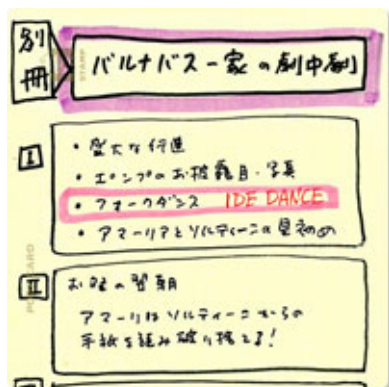 別冊
バルナバス一家の劇中劇
I
・盛大な行進
・エンブのお披露目・写真
・フォークダンス IDE DANCE
・アマーリアとソルティーニの見初め
II
お祭の翌朝
アマーリアはソルティーニからの
手紙を読み破り捨てる!
POSTCARD